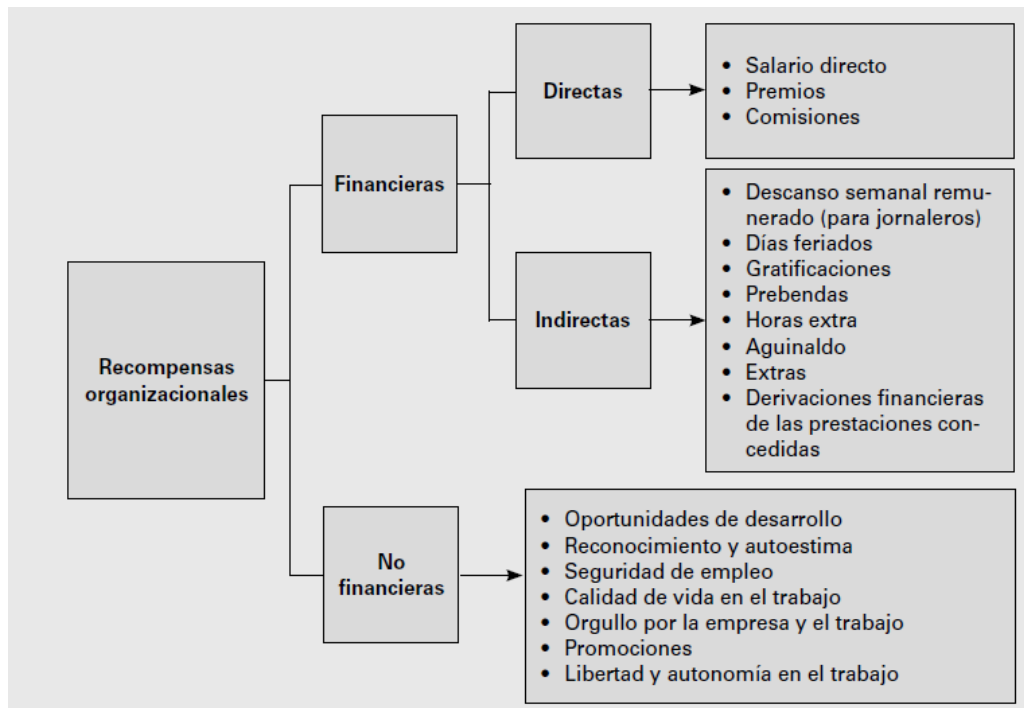 Recompensas
organizacionales
Financieras
Directas
• Salario directo
• Premios
• Comisiones
Indirectas
• Descanso semanal remu-
nerado (para jornaleros)
• Días feriados
• Gratificaciones
• Prebendas
• Horas extra
• Aguinaldo
• Extras
• Derivaciones financieras
de las prestaciones con-
cedidas
No
financieras
• Oportunidades de desarrollo
• Reconocimiento y autoestima
• Seguridad de empleo
• Calidad de vida en el trabajo
• Orgullo por la empresa y el trabajo
• Promociones
• Libertad y autonomía en el trabajo